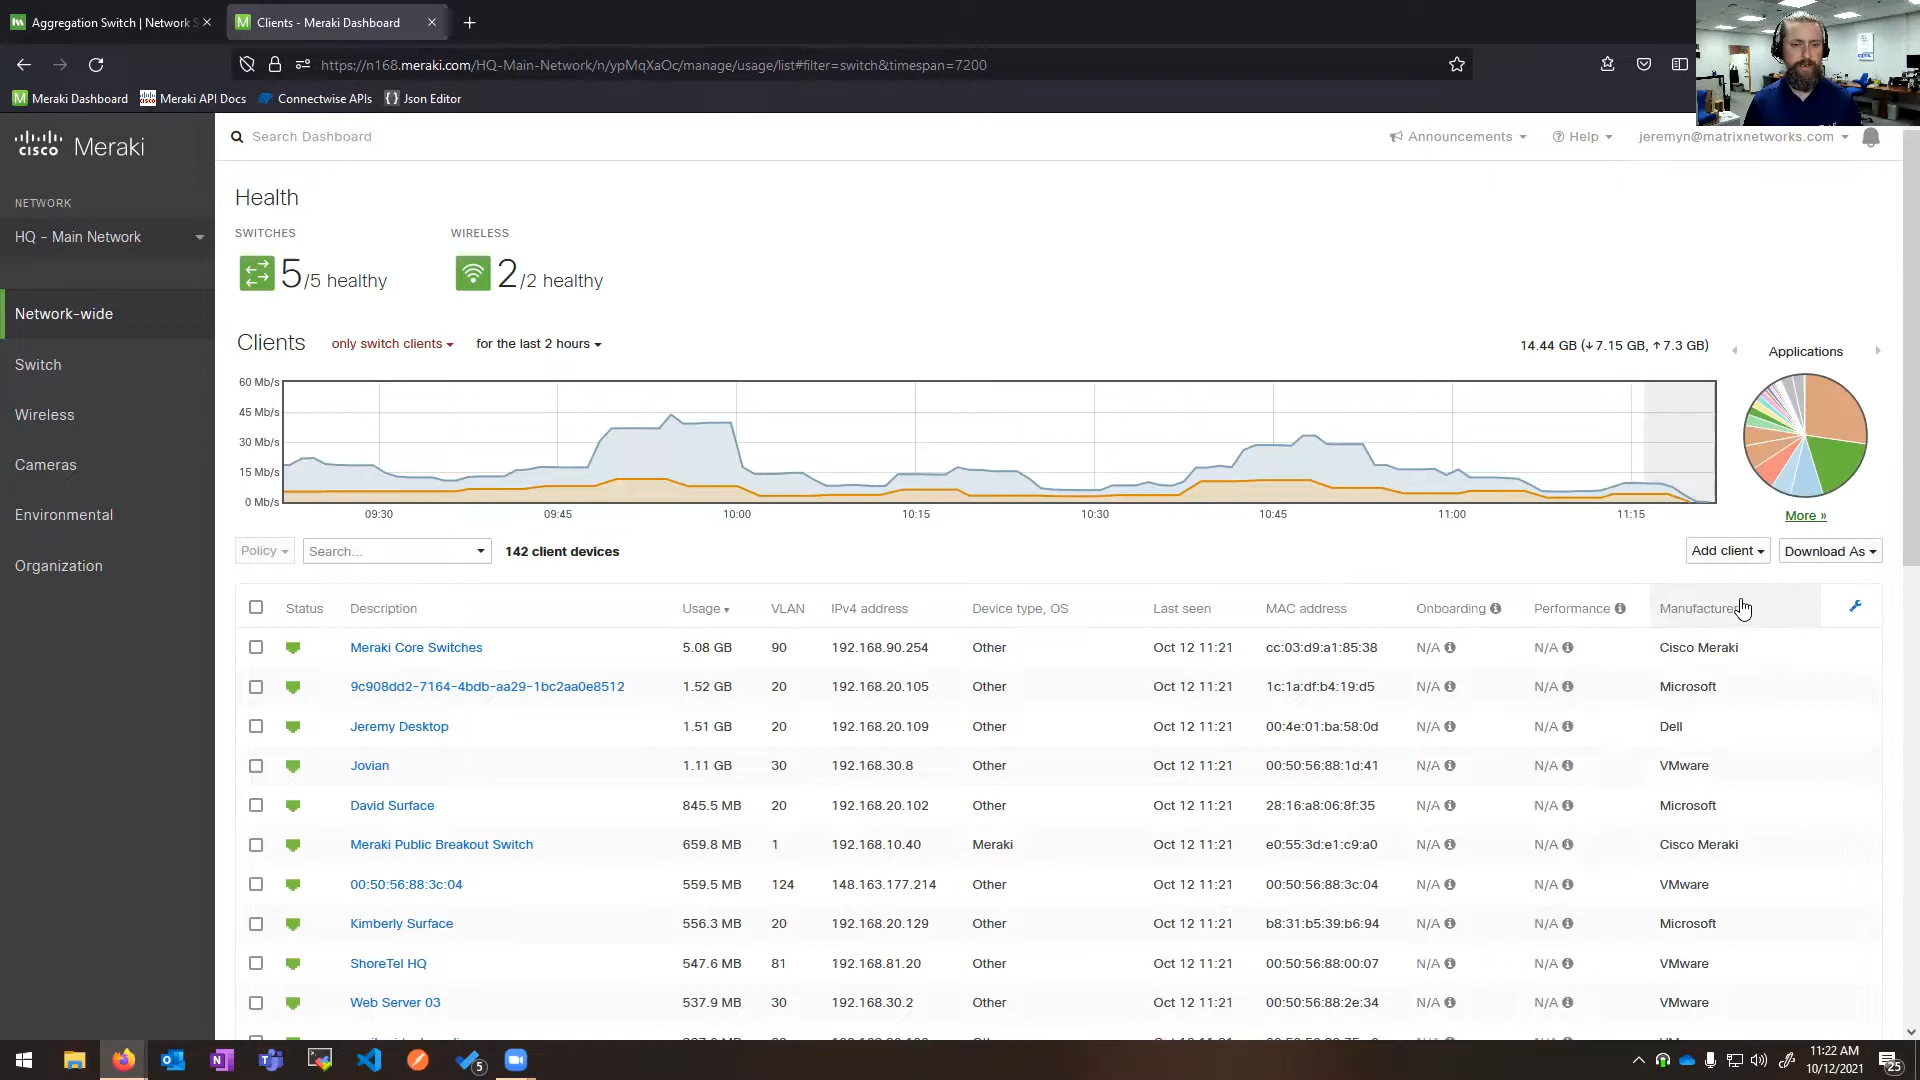 Aggregation Switch | Network S
Clients - Meraki Dashboard
https://n168.meraki.com/HQ-Main-Network/n/ypMqXaOc/manage/usage/list#filter=switch&timespan=7200
Meraki Dashboard
Meraki API Docs
Connectwise APIs
Json Editor
cisco Meraki
Search Dashboard
Announcements
Help
jeremyn@matrixnetworks.com
NETWORK
HQ - Main Network
Network-wide
Switch
Wireless
Cameras
Environmental
Organization
Health
SWITCHES
WIRELESS
5/5 healthy
2/2 healthy
Clients only switch clients for the last 2 hours
14.44 GB (↓ 7.15 GB, ↑ 7.3 GB)
Applications
60 Mb/s
45 Mb/s
30 Mb/s
15 Mb/s
0 Mb/s
09:30 09:45 10:00 10:15 10:30 10:45 11:00 11:15
More »
Policy Search... 142 client devices Add client Download As
Status Description Usage VLAN IPv4 address Device type, OS Last seen MAC address Onboarding Performance Manufacture
Meraki Core Switches 5.08 GB 90 192.168.90.254 Other Oct 12 11:21 cc:03:d9:a1:85:38 N/A N/A Cisco Meraki
9c908dd2-7164-4bdb-aa29-1bc2aa0e8512 1.52 GB 20 192.168.20.105 Other Oct 12 11:21 1c:1a:df:b4:19:d5 N/A N/A Microsoft
Jeremy Desktop 1.51 GB 20 192.168.20.109 Other Oct 12 11:21 00:4e:01:ba:58:0d N/A N/A Dell
Jovian 1.11 GB 30 192.168.30.8 Other Oct 12 11:21 00:50:56:88:1d:41 N/A N/A VMware
David Surface 845.5 MB 20 192.168.20.102 Other Oct 12 11:21 28:16:a8:06:8f:35 N/A N/A Microsoft
Meraki Public Breakout Switch 659.8 MB 1 192.168.10.40 Meraki Oct 12 11:21 e0:55:3d:e1:c9:a0 N/A N/A Cisco Meraki
00:50:56:88:3c:04 559.5 MB 124 148.163.177.214 Other Oct 12 11:21 00:50:56:88:3c:04 N/A N/A VMware
Kimberly Surface 556.3 MB 20 192.168.20.129 Other Oct 12 11:21 b8:31:b5:39:b6:94 N/A N/A Microsoft
ShoreTel HQ 547.6 MB 81 192.168.81.20 Other Oct 12 11:21 00:50:56:88:00:07 N/A N/A VMware
Web Server 03 537.9 MB 30 192.168.30.2 Other Oct 12 11:21 00:50:56:88:2e:34 N/A N/A VMware
5
11:22 AM
10/12/2021
25